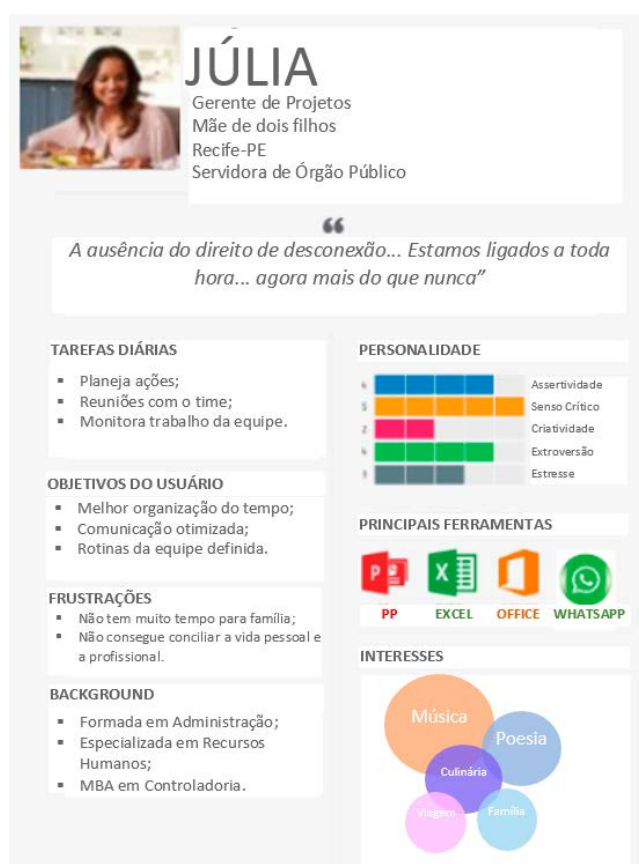 JÚLIA
Gerente de Projetos
Mãe de dois filhos
Recife-PE
Servidora de Órgão Público
“
A ausência do direito de desconexão... Estamos ligados a toda
hora... agora mais do que nunca”
TAREFAS DIÁRIAS
▪ Planeja ações;
▪ Reuniões com o time;
▪ Monitora trabalho da equipe.
OBJETIVOS DO USUÁRIO
▪ Melhor organização do tempo;
▪ Comunicação otimizada;
▪ Rotinas da equipe definida.
FRUSTRAÇÕES
▪ Não tem muito tempo para família;
▪ Não consegue conciliar a vida pessoal e
a profissional.
BACKGROUND
▪ Formada em Administração;
▪ Especializada em Recursos
Humanos;
▪ MBA em Controladoria.
PERSONALIDADE
Assertividade
5 Senso Crítico
2 Criatividade
Extroversão
3 Estresse
PRINCIPAIS FERRAMENTAS
PP EXCEL OFFICE WHATSAPP
INTERESSES
Música
Poesia
Culinária
Viagem
Família